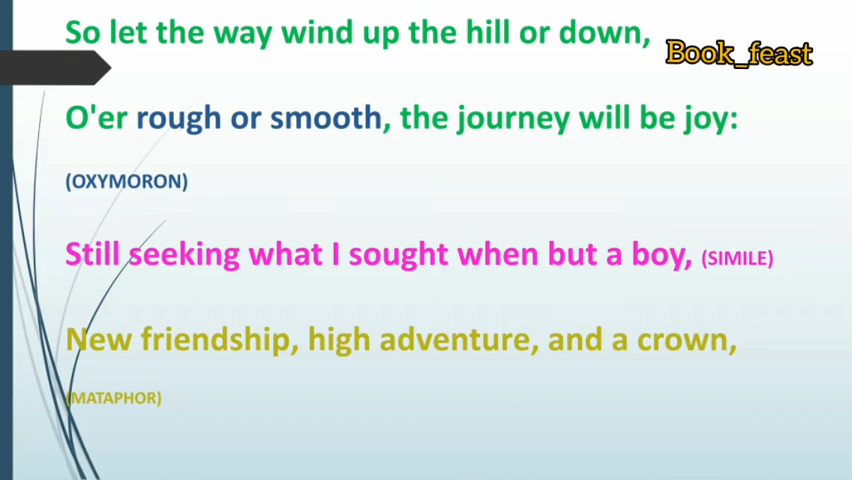 So let the way wind up the hill or down,
Book_feast
O'er rough or smooth, the journey will be joy:
(OXYMORON)
Still seeking what I sought when but a boy, (SIMILE)
New friendship, high adventure, and a crown,
(MATAPHOR)